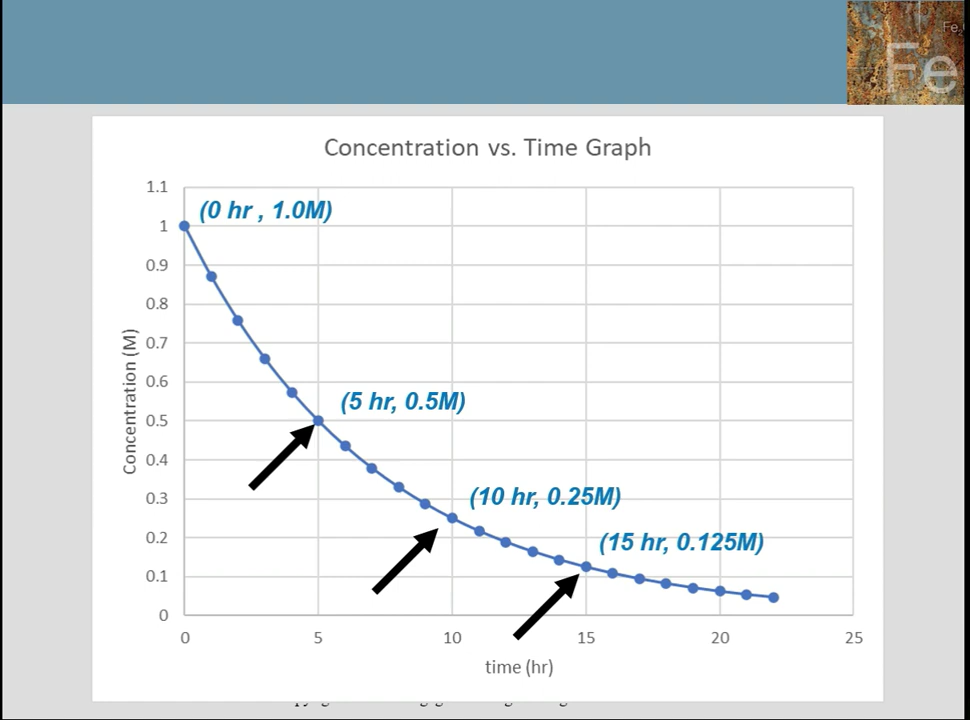 Fe
Fe
Concentration vs. Time Graph
1.1
(0 hr , 1.0M)
1
0.9
0.8
0.7
0.6
(5 hr, 0.5M)
0.5
0.4
(10 hr, 0.25M)
0.3
(15 hr, 0.125M)
0.2
0.1
0
Concentration (M)
0 5 10 15 20 25
time (hr)